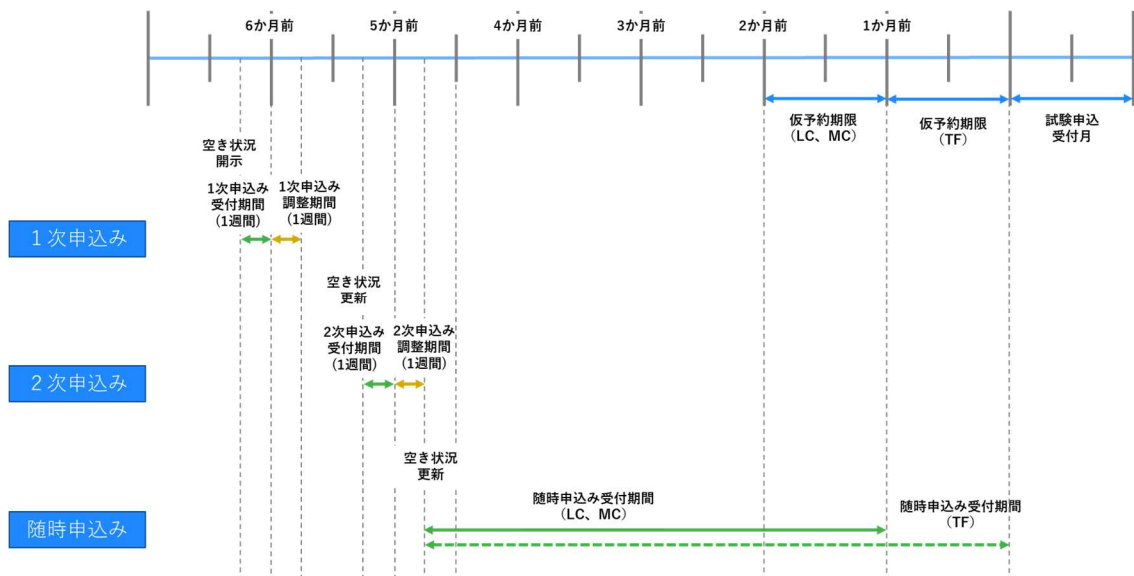 6か月前
5か月前
4か月前
3か月前
2か月前
1か月前
仮予約期限
（LC、MC）
仮予約期限
（TF）
試験申込
受付月
空き状況
開示
1次申込み
受付期間
（1週間）
1次申込み
調整期間
（1週間）
１次申込み
空き状況
更新
2次申込み
受付期間
（1週間）
2次申込み
調整期間
（1週間）
２次申込み
空き状況
更新
随時申込み受付期間
（LC、MC）
随時申込み受付期間
（TF）
随時申込み